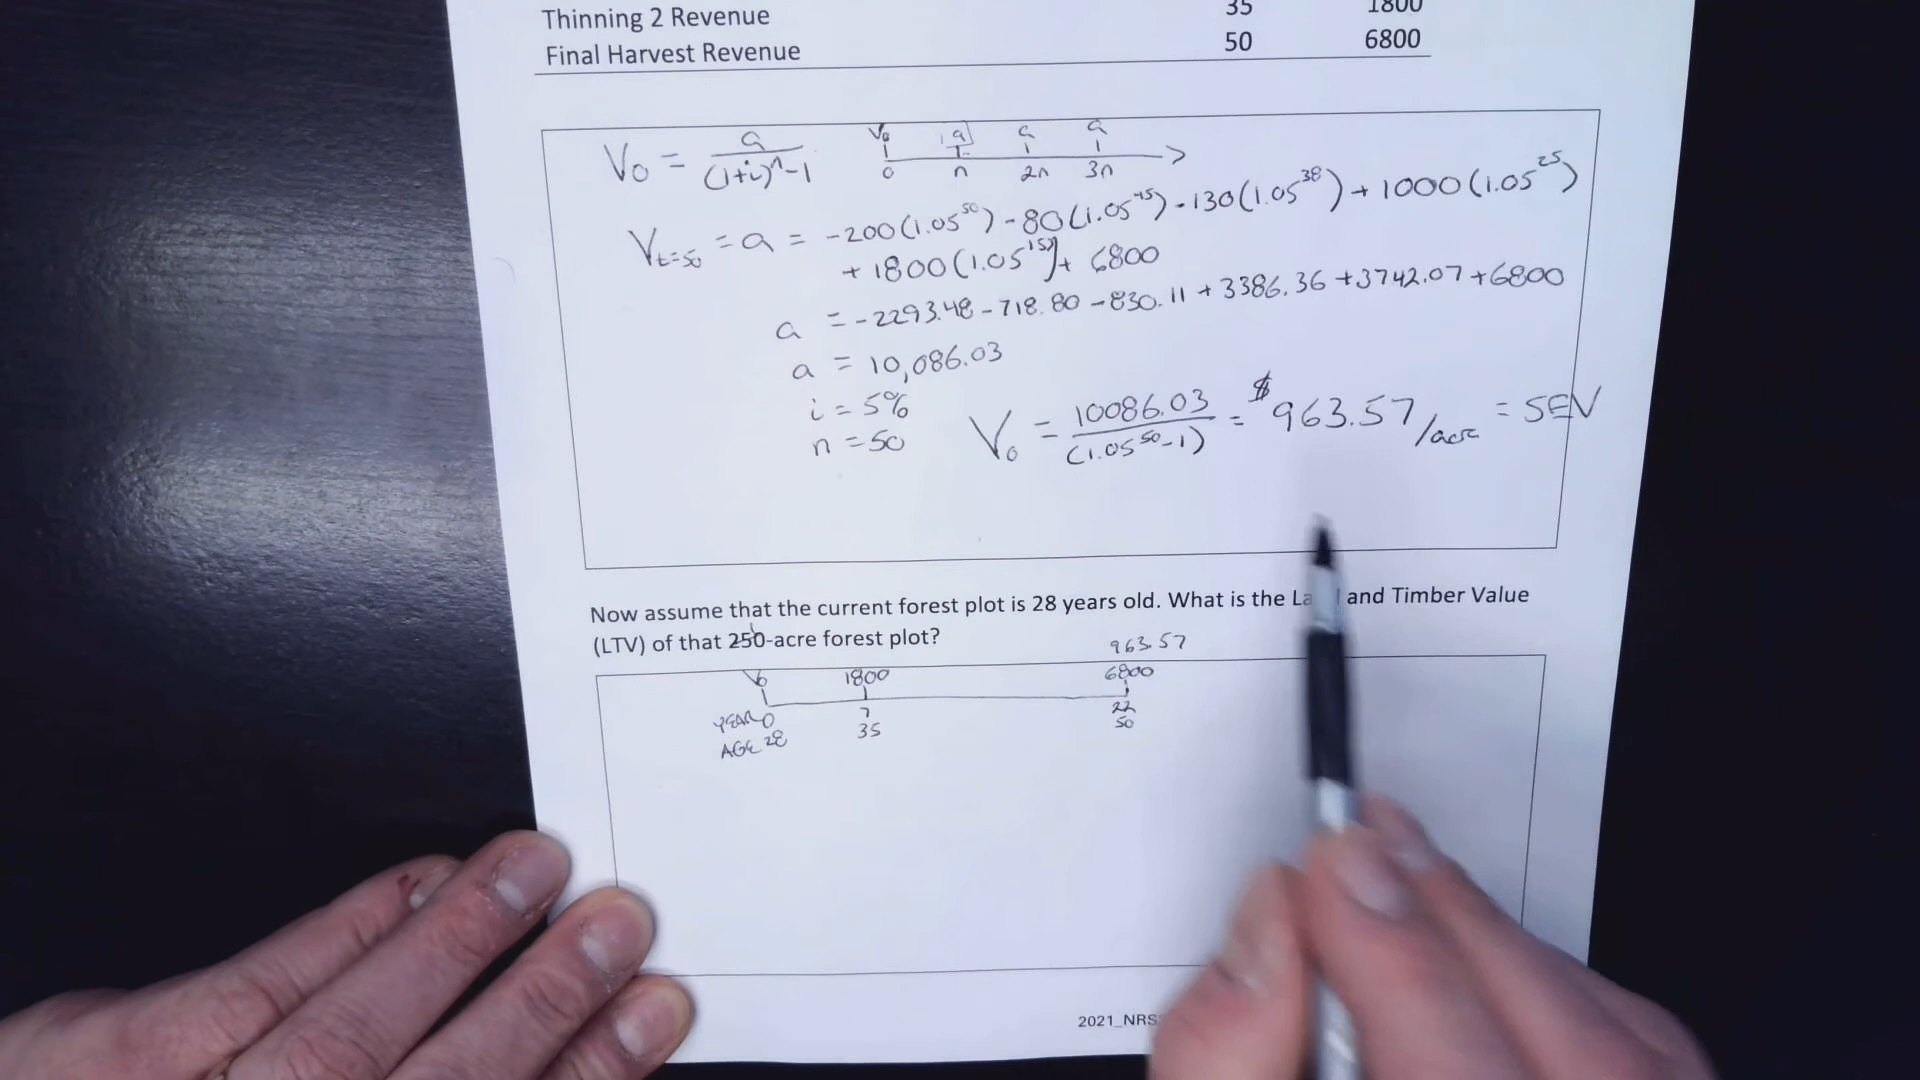 Thinning 2 Revenue 35 1800
Final Harvest Revenue 50 6800
V0 = a / (1+i)^n - 1
V0 a a a
0 n 2n 3n
Vt=50 = a = -200(1.05^50) - 80(1.05^45) - 130(1.05^38) + 1000(1.05^25)
+ 1800(1.05^15) + 6800
a = -2293.48 - 718.80 - 830.11 + 3386.36 + 3742.07 + 6800
a = 10,086.03
i = 5%
n = 50
V0 = 10086.03 / (1.05^50 - 1) = $963.57/acre = SEV
Now assume that the current forest plot is 28 years old. What is the and Timber Value
(LTV) of that 250-acre forest plot?
963.57
V0 1800 6800
YEAR 0 7 22
AGE 28 35 50
2021_NRS